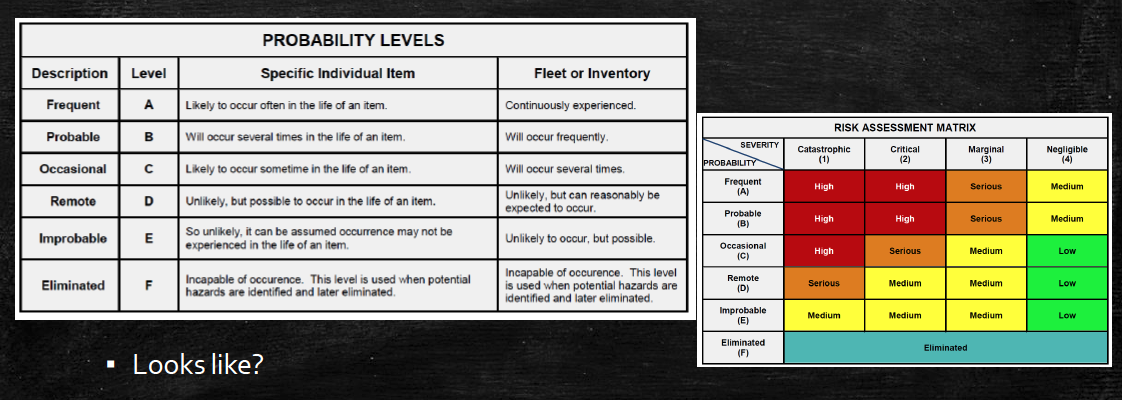 PROBABILITY LEVELS
Description Level Specific Individual Item Fleet or Inventory
Frequent A Likely to occur often in the life of an item. Continuously experienced.
Probable B Will occur several times in the life of an item. Will occur frequently.
Occasional C Likely to occur sometime in the life of an item. Will occur several times.
Remote D Unlikely, but possible to occur in the life of an item. Unlikely, but can reasonably be
expected to occur.
Improbable E So unlikely, it can be assumed occurrence may not be
experienced in the life of an item. Unlikely to occur, but possible.
Eliminated F Incapable of occurence. This level is used when potential
hazards are identified and later eliminated. Incapable of occurence. This level
is used when potential hazards are
identified and later eliminated.
RISK ASSESSMENT MATRIX
SEVERITY
PROBABILITY
Catastrophic
(1)
Critical
(2)
Marginal
(3)
Negligible
(4)
Frequent
(A)
High High Serious Medium
Probable
(B)
High High Serious Medium
Occasional
(C)
High Serious Medium Low
Remote
(D)
Serious Medium Medium Low
Improbable
(E)
Medium Medium Medium Low
Eliminated
(F)
Eliminated
▪ Looks like?